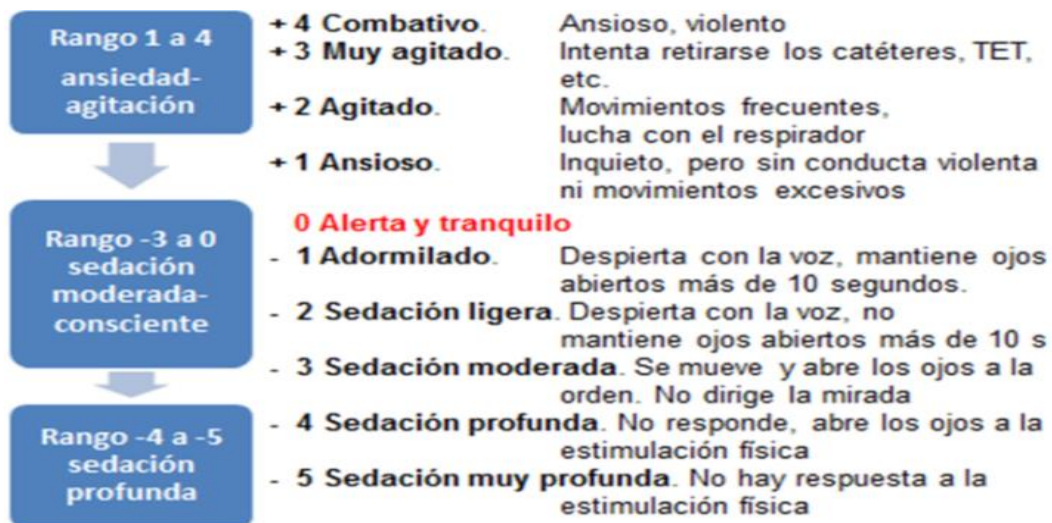 Rango 1 a 4
ansiedad-
agitación
+ 4 Combativo. Ansioso, violento
+ 3 Muy agitado. Intenta retirarse los catéteres, TET,
etc.
+ 2 Agitado. Movimientos frecuentes,
lucha con el respirador
+ 1 Ansioso. Inquieto, pero sin conducta violenta
ni movimientos excesivos
Rango -3 a 0
sedación
moderada-
consciente
0 Alerta y tranquilo
- 1 Adormilado. Despierta con la voz, mantiene ojos
abiertos más de 10 segundos.
- 2 Sedación ligera. Despierta con la voz, no
mantiene ojos abiertos más de 10 s
- 3 Sedación moderada. Se mueve y abre los ojos a la
orden. No dirige la mirada
Rango -4 a -5
sedación
profunda
- 4 Sedación profunda. No responde, abre los ojos a la
estimulación física
- 5 Sedación muy profunda. No hay respuesta a la
estimulación física